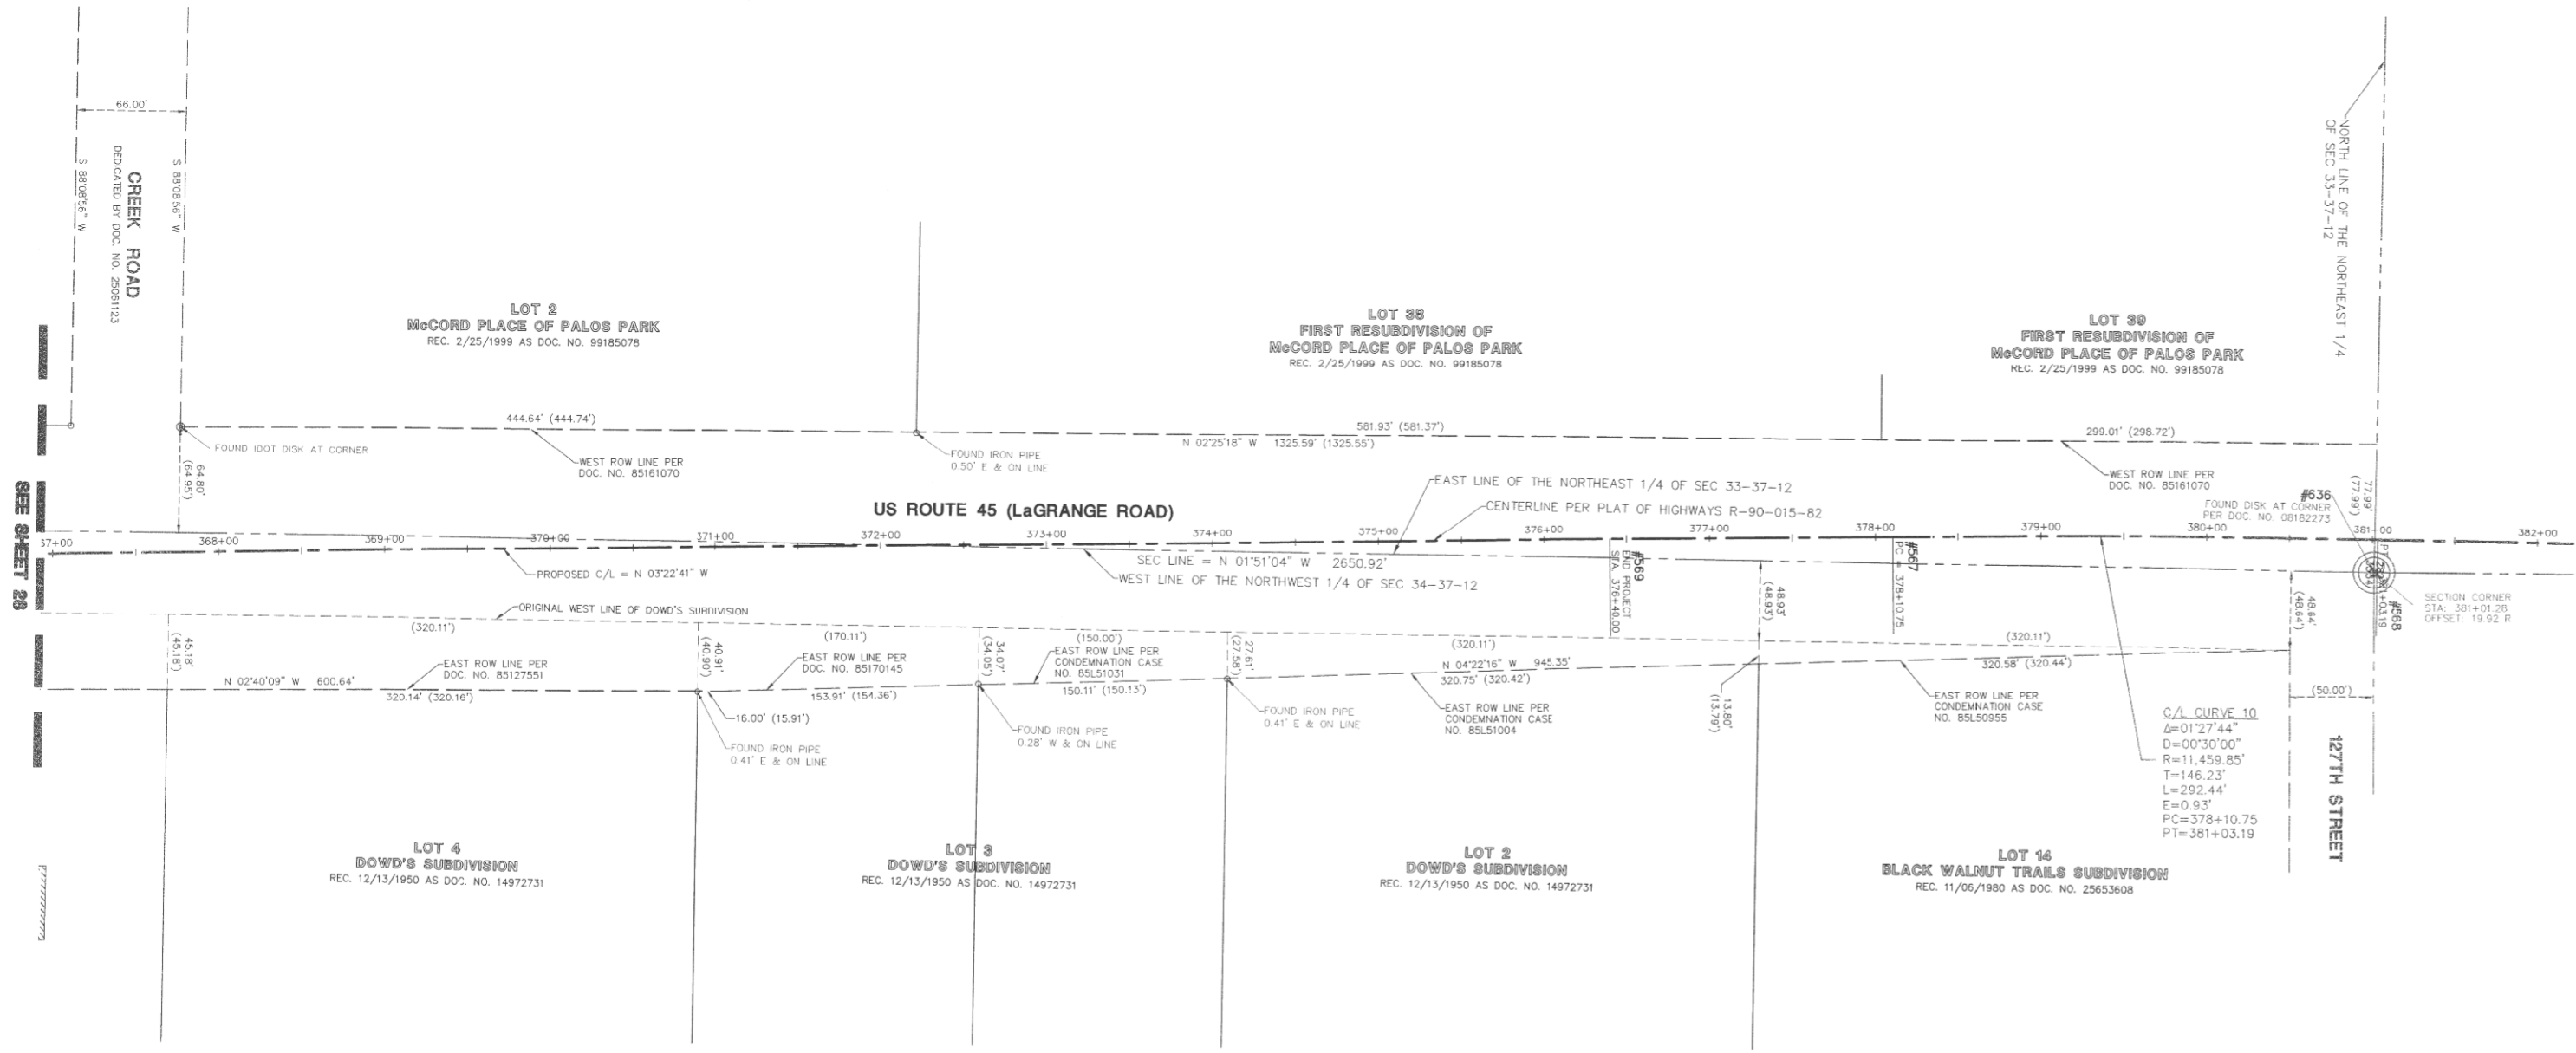 66.00'
S 88°08'56" W
S 88°08'56" W
CREEK ROAD
DEDICATED BY DOC. NO. 25061123
NORTH LINE OF THE NORTHEAST 1/4
OF SEC 33-37-12
LOT 2
McCORD PLACE OF PALOS PARK
REC. 2/25/1999 AS DOC. NO. 99185078
LOT 38
FIRST RESUBDIVISION OF
McCORD PLACE OF PALOS PARK
REC. 2/25/1999 AS DOC. NO. 99185078
LOT 39
FIRST RESUBDIVISION OF
McCORD PLACE OF PALOS PARK
REC. 2/25/1999 AS DOC. NO. 99185078
444.64' (444.74')
581.93' (581.37')
N 02°25'18" W 1325.59' (1325.55')
299.01' (298.72')
FOUND IDOT DISK AT CORNER
64.80'
(64.95')
WEST ROW LINE PER
DOC. NO. 85161070
FOUND IRON PIPE
0.50' E & ON LINE
WEST ROW LINE PER
DOC. NO. 85161070
77.99'
(77.99')
#636
FOUND DISK AT CORNER
PER DOC. NO. 08182273
SEE SHEET 28
US ROUTE 45 (LaGRANGE ROAD)
EAST LINE OF THE NORTHEAST 1/4 OF SEC 33-37-12
CENTERLINE PER PLAT OF HIGHWAYS R-90-015-82
37+00
368+00
369+00
370+00
371+00
372+00
373+00
374+00
375+00
376+00
377+00
378+00
379+00
380+00
381+00
382+00
PROPOSED C/L = N 03°22'41" W
SEC LINE = N 01°51'04" W 2650.92'
WEST LINE OF THE NORTHWEST 1/4 OF SEC 34-37-12
#569
END PROJECT
STA. 376+40.00
#567
PC = 378+10.75
#568
SECTION CORNER
STA: 381+01.28
OFFSET: 19.92 R
ORIGINAL WEST LINE OF DOWD'S SUBDIVISION
48.93'
(48.93')
48.64'
(48.64')
(320.11')
(170.11')
(150.00')
(320.11')
(320.11')
45.18'
(45.18')
40.91'
(40.90')
34.07'
(34.05')
27.61'
(27.58')
13.80'
(13.79')
EAST ROW LINE PER
DOC. NO. 85127551
EAST ROW LINE PER
DOC. NO. 85170145
EAST ROW LINE PER
CONDEMNATION CASE
NO. 85L51031
N 02°40'09" W 600.64'
320.14' (320.16')
153.91' (154.36')
150.11' (150.13')
N 04°22'16" W 945.35'
320.75' (320.42')
320.58' (320.44')
16.00' (15.91')
FOUND IRON PIPE
0.41' E & ON LINE
FOUND IRON PIPE
0.28' W & ON LINE
FOUND IRON PIPE
0.41' E & ON LINE
EAST ROW LINE PER
CONDEMNATION CASE
NO. 85L51004
EAST ROW LINE PER
CONDEMNATION CASE
NO. 85L50955
(50.00')
C/L CURVE 10
Δ=01°27'44"
D=00°30'00"
R=11,459.85'
T=146.23'
L=292.44'
E=0.93'
PC=378+10.75
PT=381+03.19
127TH STREET
LOT 4
DOWD'S SUBDIVISION
REC. 12/13/1950 AS DOC. NO. 14972731
LOT 3
DOWD'S SUBDIVISION
REC. 12/13/1950 AS DOC. NO. 14972731
LOT 2
DOWD'S SUBDIVISION
REC. 12/13/1950 AS DOC. NO. 14972731
LOT 14
BLACK WALNUT TRAILS SUBDIVISION
REC. 11/06/1980 AS DOC. NO. 25653608